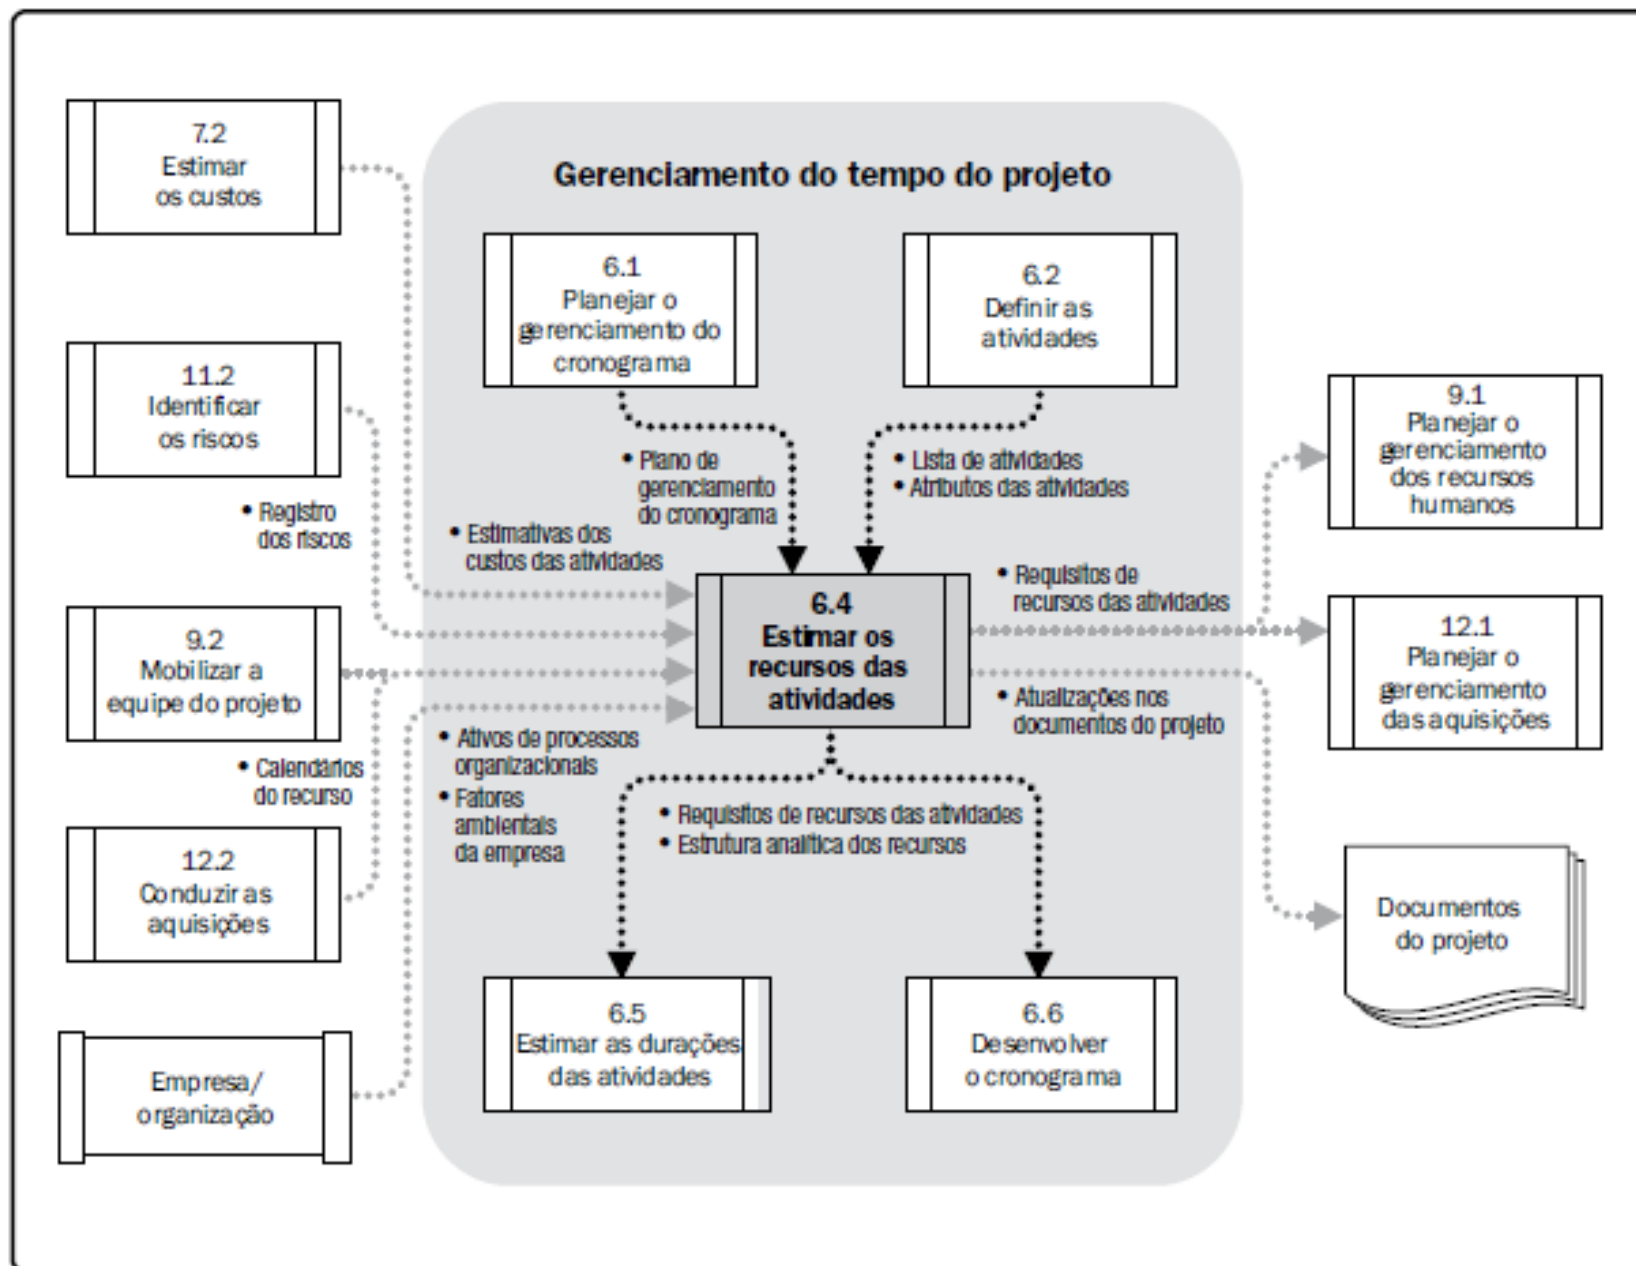 7.2
Estimar
os custos
11.2
Identificar
os riscos
• Registro
dos riscos
9.2
Mobilizar a
equipe do projeto
• Calendários
do recurso
12.2
Conduzir as
aquisições
Empresa/
organização
Gerenciamento do tempo do projeto
6.1
Planejar o
gerenciamento do
cronograma
6.2
Definir as
atividades
• Plano de
gerenciamento
do cronograma
• Lista de atividades
• Atributos das atividades
• Estimativas dos
custos das atividades
6.4
Estimar os
recursos das
atividades
• Requisitos de
recursos das atividades
• Atualizações nos
documentos do projeto
• Ativos de processos
organizacionais
• Fatores
ambientais
da empresa
• Requisitos de recursos das atividades
• Estrutura analítica dos recursos
6.5
Estimar as durações
das atividades
6.6
Desenvolver
o cronograma
9.1
Planejar o
gerenciamento
dos recursos
humanos
12.1
Planejar o
gerenciamento
das aquisições
Documentos
do projeto